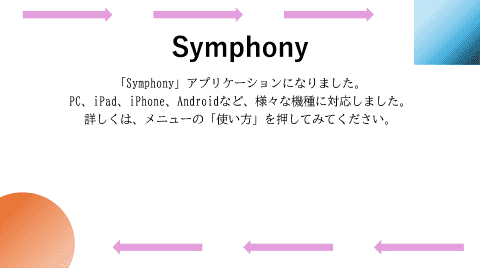 Symphony
「Symphony」アプリケーションになりました。
PC、iPad、iPhone、Androidなど、様々な機種に対応しました。
詳しくは、メニューの「使い方」を押してみてください。